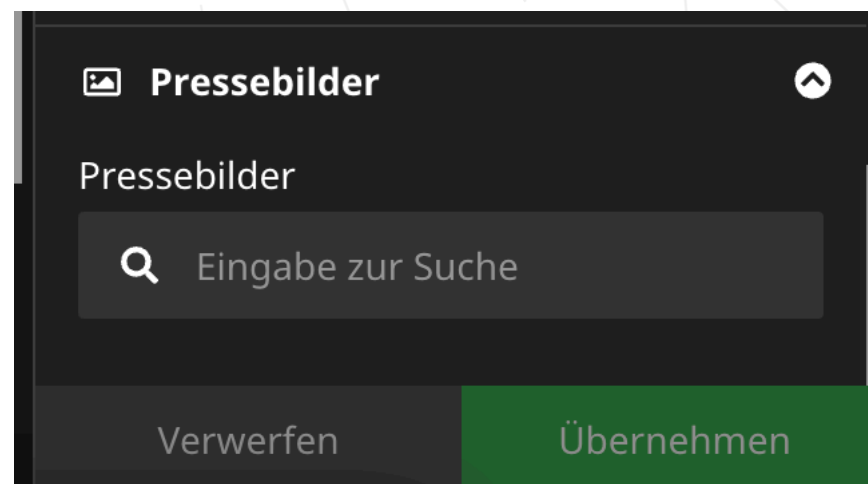 Pressebilder
Pressebilder
Eingabe zur Suche
Verwerfen
Übernehmen